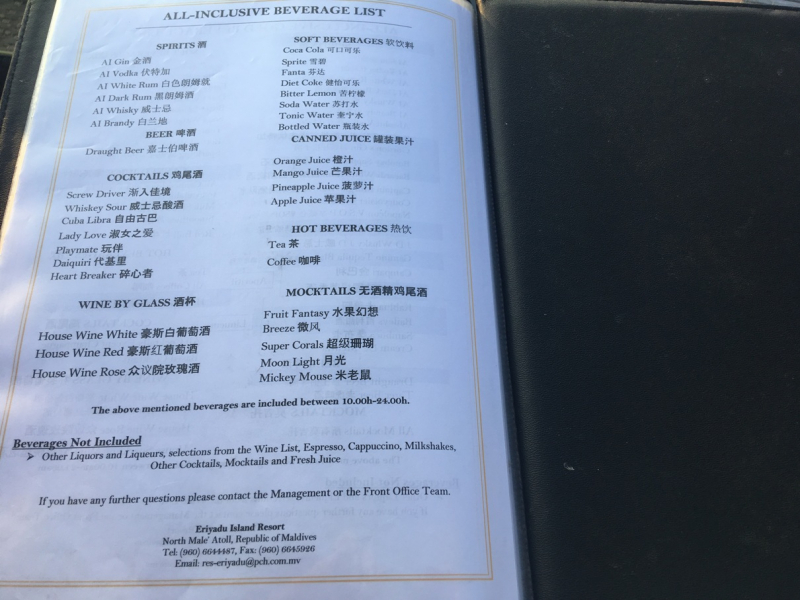 ALL-INCLUSIVE BEVERAGE LIST
SPIRITS 酒
AI Gin 金酒
AI Vodka 伏特加
AI White Rum 白色朗姆氿
AI Dark Rum 黑朗姆酒
AI Whisky 威士忌
AI Brandy 白兰地
BEER 啤酒
Draught Beer 嘉士伯啤酒
COCKTAILS 鸡尾酒
Screw Driver 渐入佳境
Whiskey Sour 威士忌酸酒
Cuba Libra 自由古巴
Lady Love 淑女之爱
Playmate 玩伴
Daiquiri 代基里
Heart Breaker 碎心者
WINE BY GLASS 酒杯
House Wine White 豪斯白葡萄酒
House Wine Red 豪斯红葡萄酒
House Wine Rose 众议院玫瑰酒
SOFT BEVERAGES 软饮料
Coca Cola 可口可乐
Sprite 雪碧
Fanta 芬达
Diet Coke 健怡可乐
Bitter Lemon 苦柠檬
Soda Water 苏打水
Tonic Water 奎宁水
Bottled Water 瓶装水
CANNED JUICE 罐装果汁
Orange Juice 橙汁
Mango Juice 芒果汁
Pineapple Juice 菠萝汁
Apple Juice 苹果汁
HOT BEVERAGES 热饮
Tea 茶
Coffee 咖啡
MOCKTAILS 无酒精鸡尾酒
Fruit Fantasy 水果幻想
Breeze 微风
Super Corals 超级珊瑚
Moon Light 月光
Mickey Mouse 米老鼠
The above mentioned beverages are included between 10.00h-24.00h.
Beverages Not Included
➢ Other Liquors and Liqueurs, selections from the Wine List, Espresso, Cappuccino, Milkshakes,
Other Cocktails, Mocktails and Fresh Juice
If you have any further questions please contact the Management or the Front Office Team.
Eriyadu Island Resort
North Male' Atoll, Republic of Maldives
Tel: (960) 6644487, Fax: (960) 6645926
Email: res-eriyadu@pch.com.mv